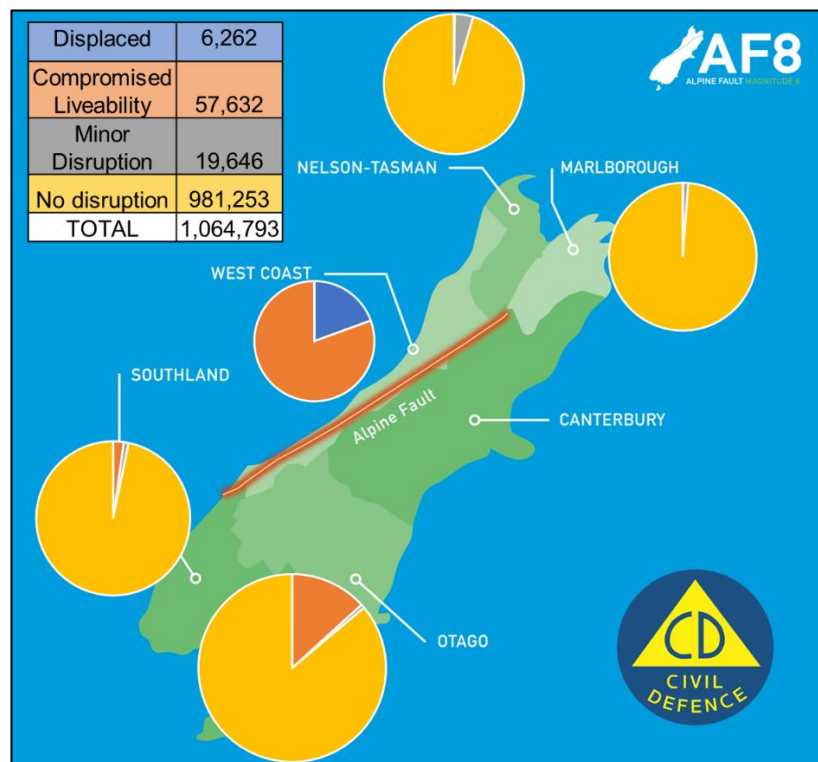 Displaced 6,262
Compromised
Liveability 57,632
Minor
Disruption 19,646
No disruption 981,253
TOTAL 1,064,793
AF8
ALPINE FAULT MAGNITUDE 8
NELSON-TASMAN
MARLBOROUGH
WEST COAST
SOUTHLAND
Alpine Fault
CANTERBURY
OTAGO
CD
CIVIL
DEFENCE